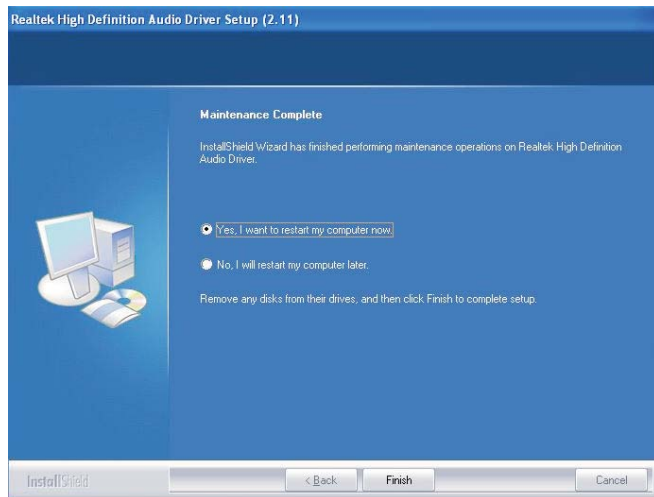 Realtek High Definition Audio Driver Setup (2.11)
Maintenance Complete
InstallShield Wizard has finished performing maintenance operations on Realtek High Definition
Audio Driver.
Yes, I want to restart my computer now.
No, I will restart my computer later.
Remove any disks from their drives, and then click Finish to complete setup.
InstallShield
< Back
Finish
Cancel